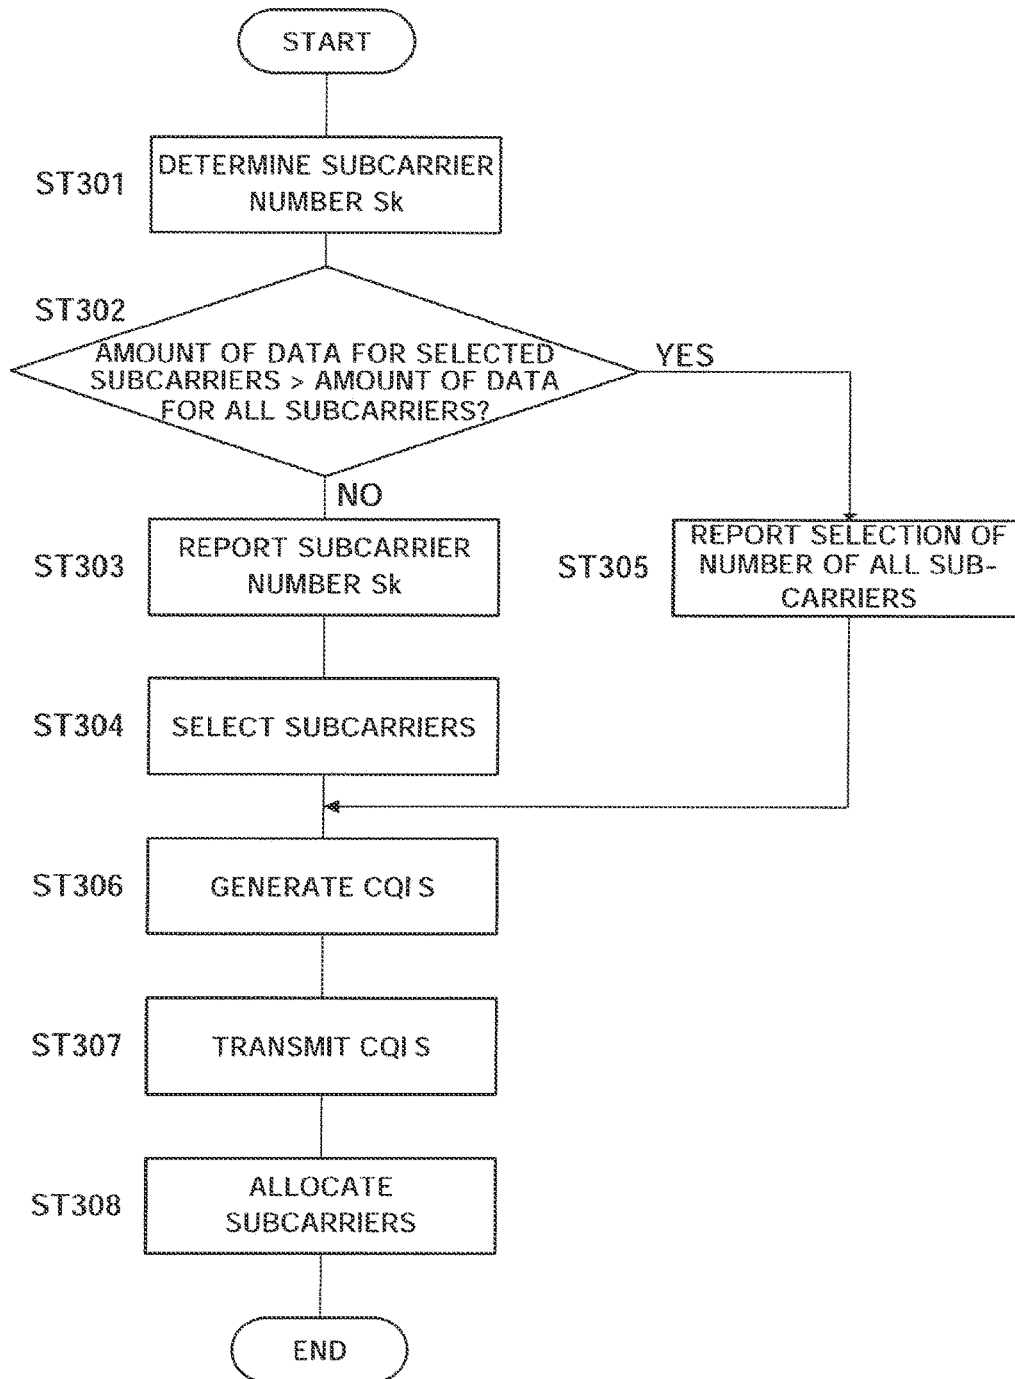 START
ST301
DETERMINE SUBCARRIER
NUMBER Sk
ST302
AMOUNT OF DATA FOR SELECTED
SUBCARRIERS > AMOUNT OF DATA
FOR ALL SUBCARRIERS?
YES
NO
ST303
REPORT SUBCARRIER
NUMBER Sk
ST305
REPORT SELECTION OF
NUMBER OF ALL SUB-
CARRIERS
ST304
SELECT SUBCARRIERS
ST306
GENERATE CQIS
ST307
TRANSMIT CQIS
ST308
ALLOCATE
SUBCARRIERS
END